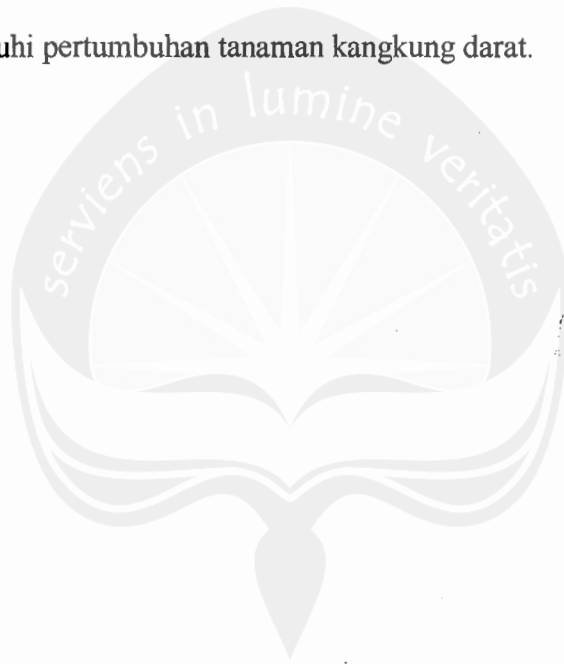 uhi pertumbuhan tanaman kangkung darat.
serviens in lumine veritatis